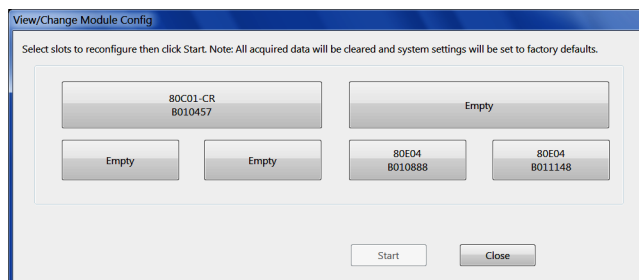 View/Change Module Config
Select slots to reconfigure then click Start. Note: All acquired data will be cleared and system settings will be set to factory defaults.
80C01-CR
B010457
Empty
Empty
Empty
80E04
B010888
80E04
B011148
Start
Close